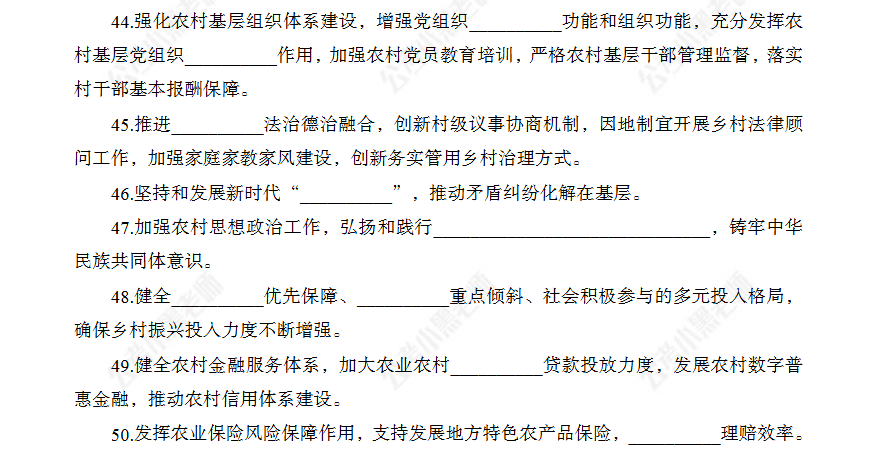 44.强化农村基层组织体系建设，增强党组织__________功能和组织功能，充分发挥农
村基层党组织__________作用，加强农村党员教育培训，严格农村基层干部管理监督，落实
村干部基本报酬保障。
45.推进__________法治德治融合，创新村级议事协商机制，因地制宜开展乡村法律顾
问工作，加强家庭家教家风建设，创新务实管用乡村治理方式。
46.坚持和发展新时代“__________”，推动矛盾纠纷化解在基层。
47.加强农村思想政治工作，弘扬和践行______________________________，铸牢中华
民族共同体意识。
48.健全__________优先保障、__________重点倾斜、社会积极参与的多元投入格局，
确保乡村振兴投入力度不断增强。
49.健全农村金融服务体系，加大农业农村__________贷款投放力度，发展农村数字普
惠金融，推动农村信用体系建设。
50.发挥农业保险风险保障作用，支持发展地方特色农产品保险，__________理赔效率。
公考小黑老师
公考小黑老师
公考小黑老师